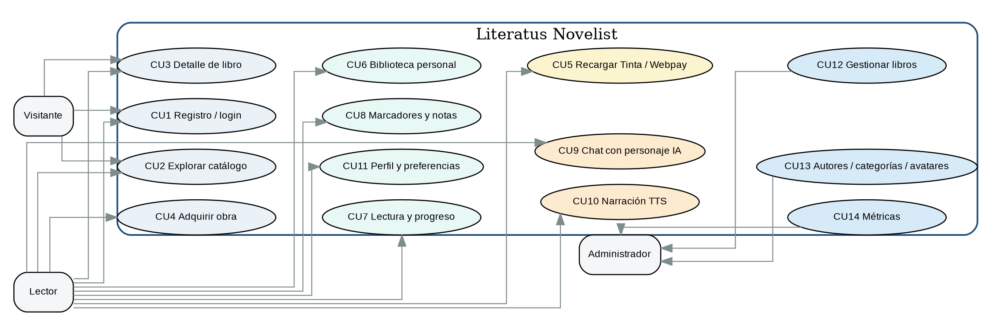 Literatus Novelist
CU3 Detalle de libro
CU6 Biblioteca personal
CU5 Recargar Tinta / Webpay
CU12 Gestionar libros
Visitante
CU1 Registro / login
CU8 Marcadores y notas
CU9 Chat con personaje IA
CU2 Explorar catálogo
CU11 Perfil y preferencias
CU13 Autores / categorías / avatares
CU10 Narración TTS
CU4 Adquirir obra
CU7 Lectura y progreso
CU14 Métricas
Administrador
Lector